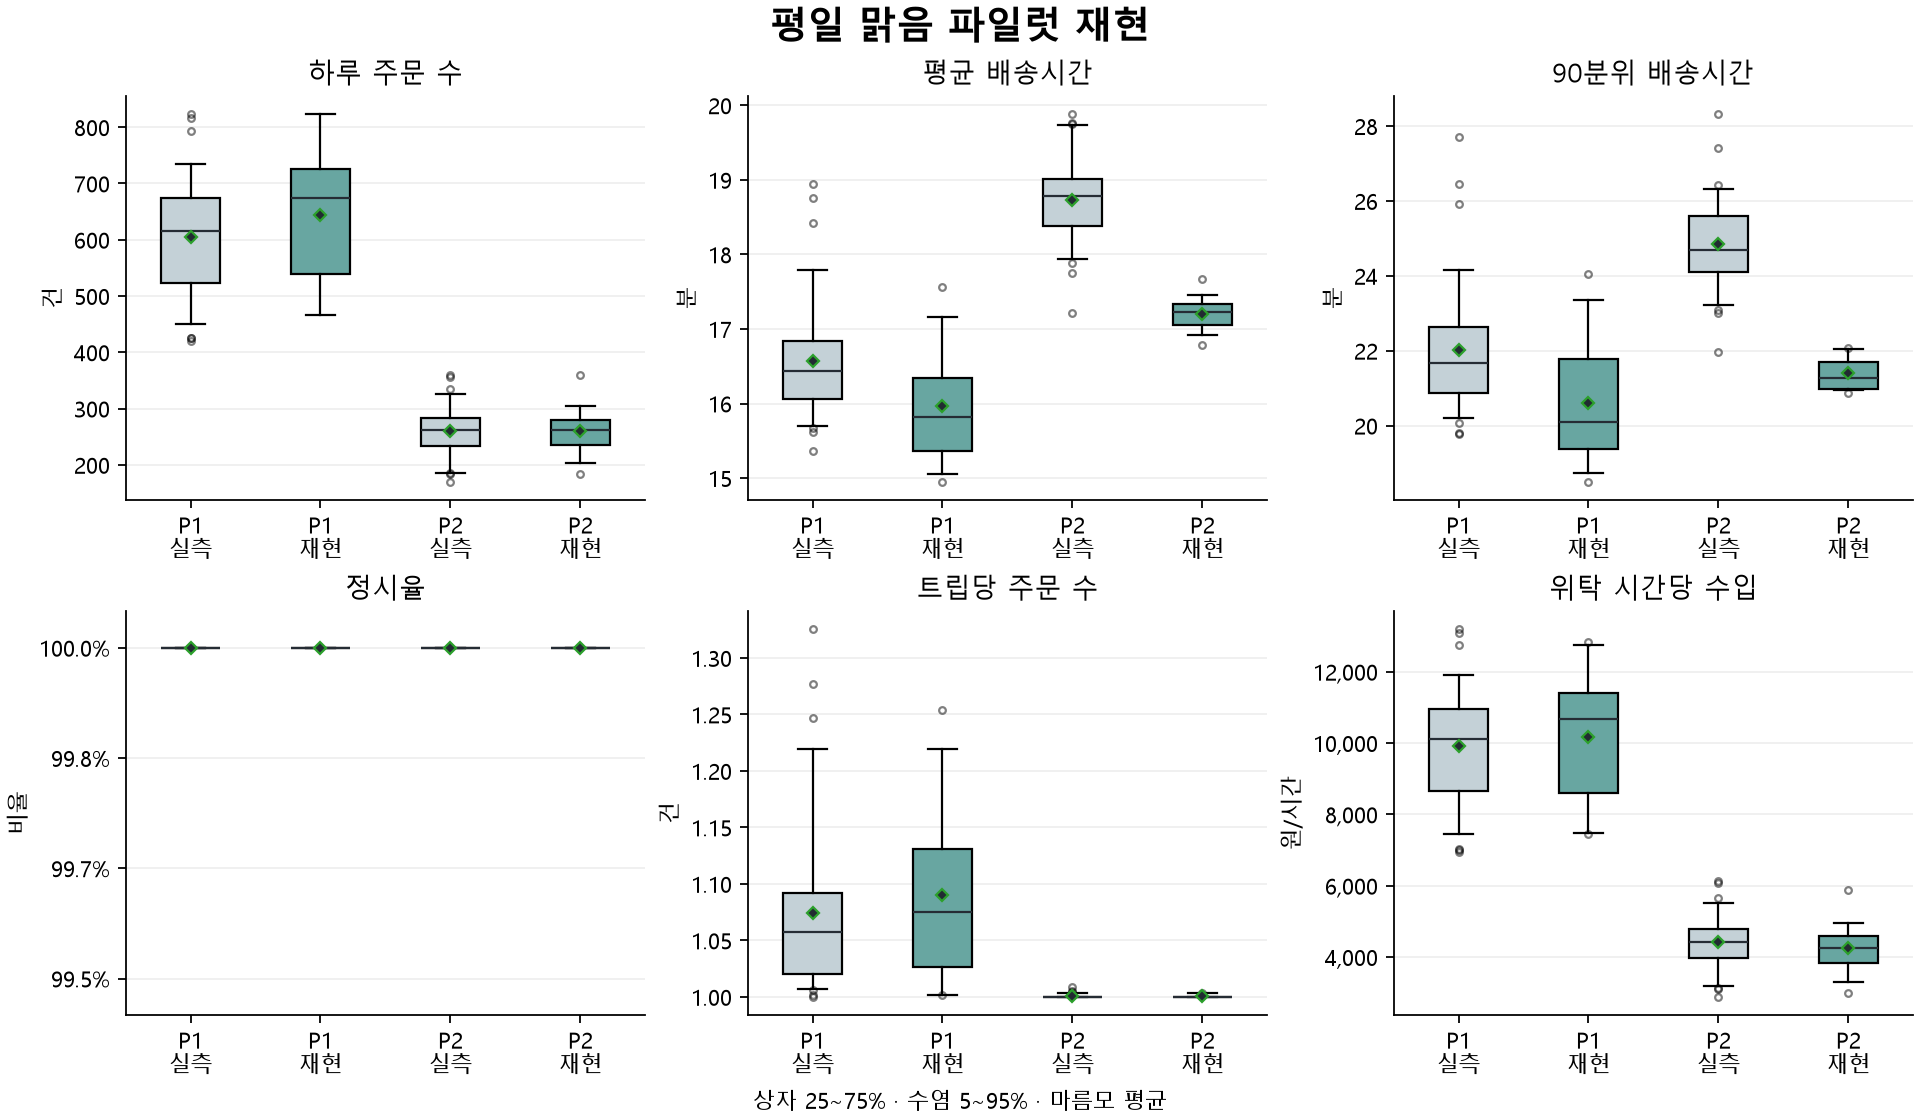 평일 맑음 파일럿 재현
하루 주문 수
건
800
700
600
500
400
300
200
P1 실측
P1 재현
P2 실측
P2 재현
평균 배송시간
분
20
19
18
17
16
15
P1 실측
P1 재현
P2 실측
P2 재현
90분위 배송시간
분
28
26
24
22
20
P1 실측
P1 재현
P2 실측
P2 재현
정시율
비율
100.0%
99.8%
99.7%
99.5%
P1 실측
P1 재현
P2 실측
P2 재현
트립당 주문 수
건
1.30
1.25
1.20
1.15
1.10
1.05
1.00
P1 실측
P1 재현
P2 실측
P2 재현
위탁 시간당 수입
원/시간
12,000
10,000
8,000
6,000
4,000
P1 실측
P1 재현
P2 실측
P2 재현
상자 25~75% · 수염 5~95% · 마름모 평균